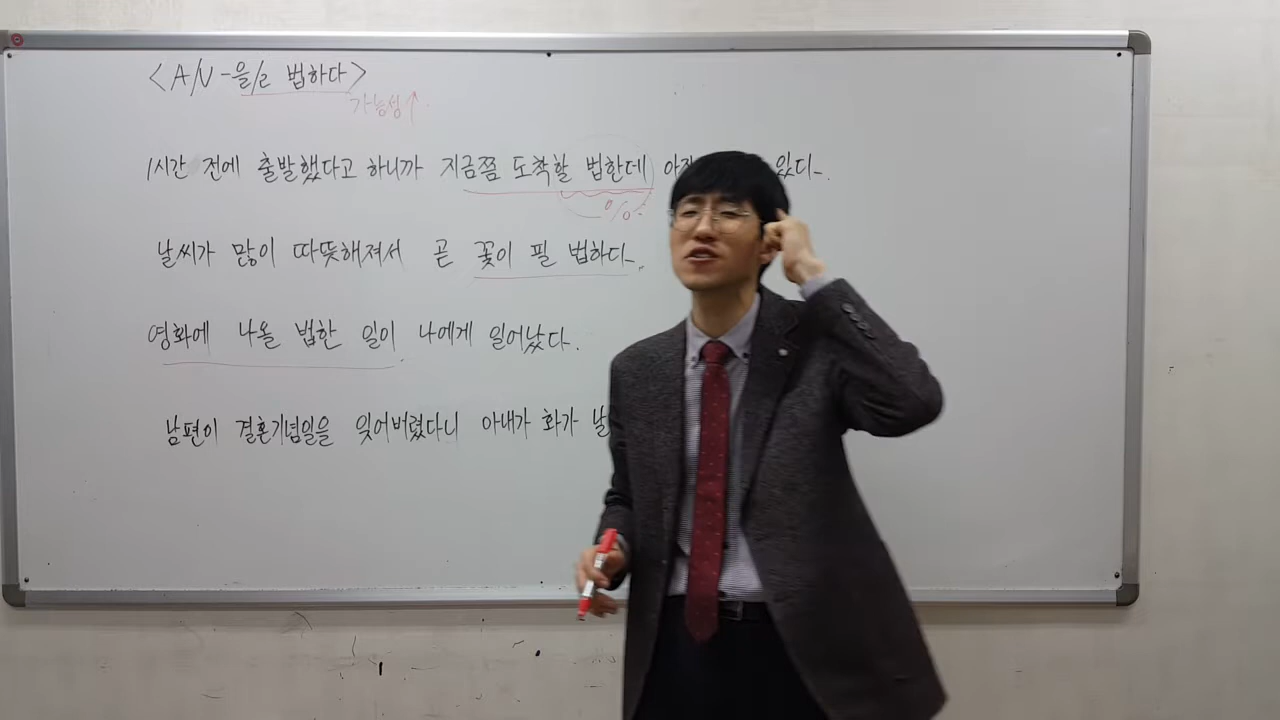 <A/V-을/ㄹ 법하다>
가능성↑
1시간 전에 출발했다고 하니까 지금쯤 도착할 법한데 있다.
%
날씨가 많이 따뜻해져서 곧 꽃이 필 법하다.
영화에 나올 법한 일이 나에게 일어났다.
남편이 결혼기념일을 잊어버렸다니 아내가 화가 날